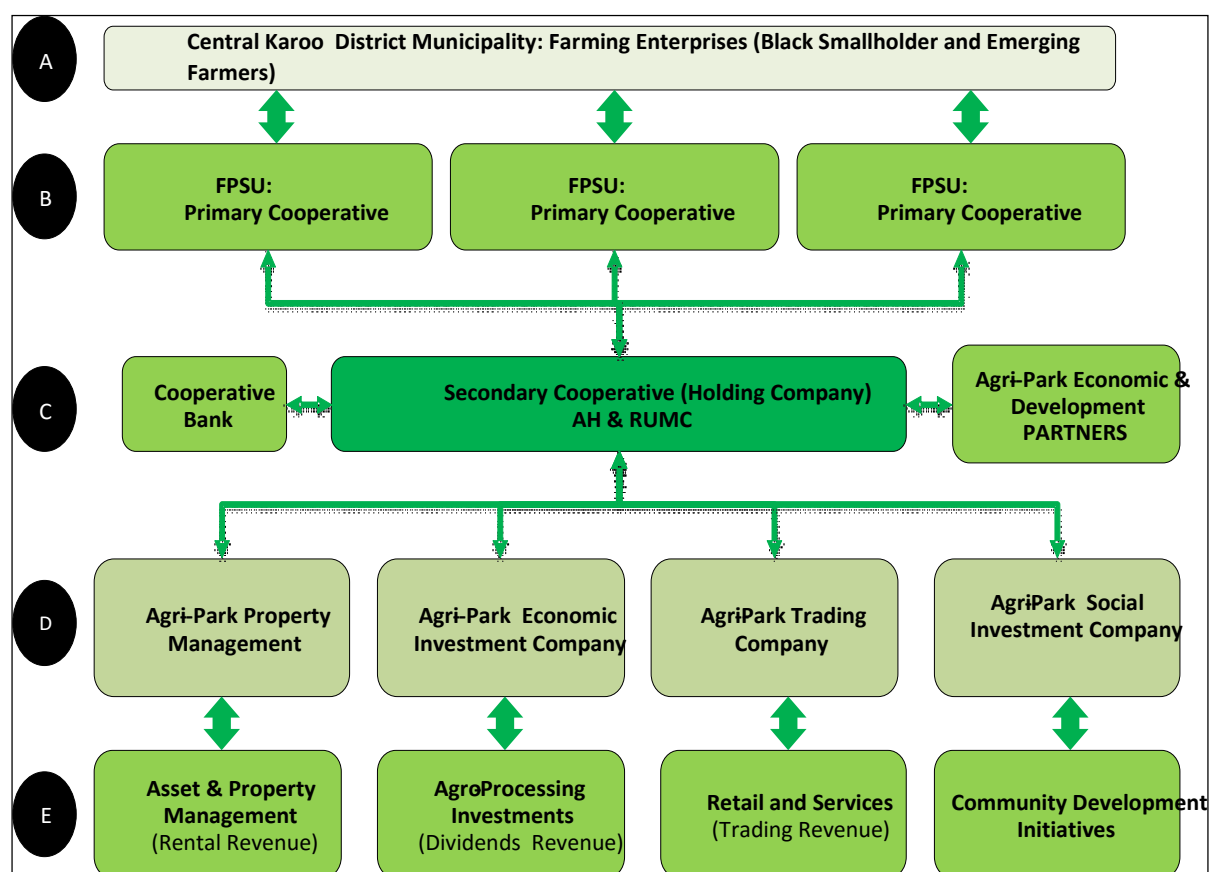 A
Central Karoo District Municipality: Farming Enterprises (Black Smallholder and Emerging
Farmers)
B
FPSU:
Primary Cooperative
FPSU:
Primary Cooperative
FPSU:
Primary Cooperative
C
Cooperative
Bank
Secondary Cooperative (Holding Company)
AH & RUMC
Agri-Park Economic &
Development
PARTNERS
D
Agri-Park Property
Management
Agri-Park Economic
Investment Company
AgriPark Trading
Company
AgriPark Social
Investment Company
E
Asset & Property
Management
(Rental Revenue)
AgroProcessing
Investments
(Dividends Revenue)
Retail and Services
(Trading Revenue)
Community Development
Initiatives